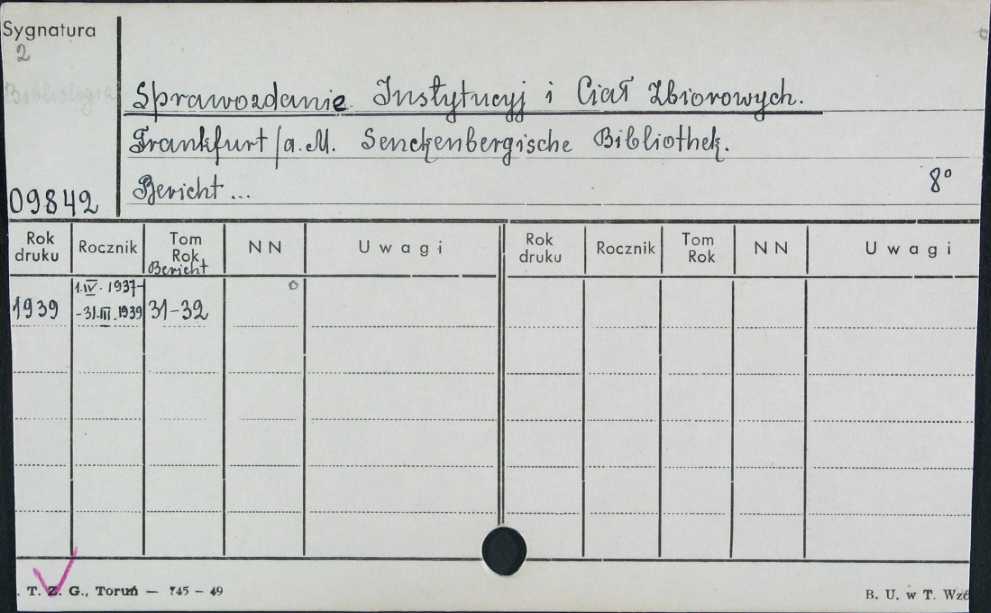 Sygnatura
2
Bibliologia
Sprawozdanie Instytucyj i Ciał Zbiorowych.
Frankfurt /a.M. Senckenbergische Bibliothek.
Bericht ... 8°
09842
Rok druku Rocznik Tom Rok Bericht NN Uwagi Rok druku Rocznik Tom Rok NN Uwagi
1939 1.IV.1937- -31.III.1939 31-32
. T. Z. G., Toruń — 745 — 49 B. U. w T.